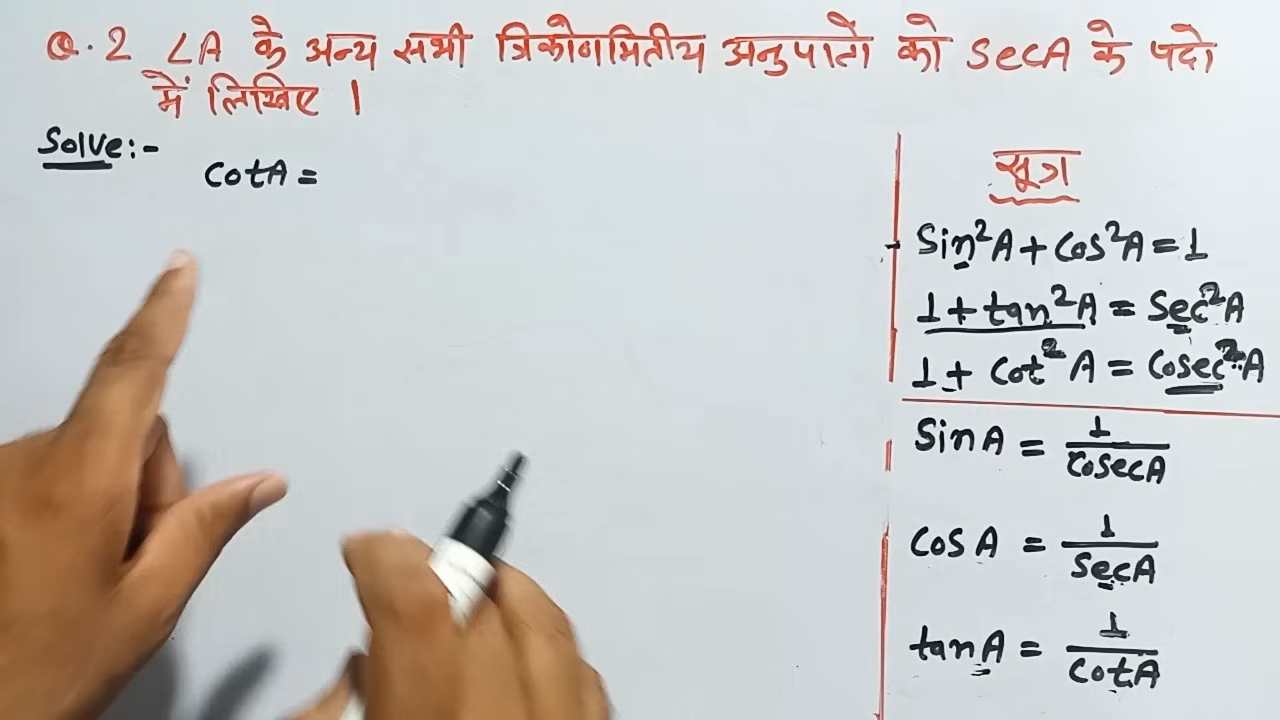 Q.2 ∠A के अन्य सभी त्रिकोणमितीय अनुपातों को SecA के पदों
में लिखिए ।
Solve:-
CotA =
सूत्र
Sin²A + Cos²A = 1
1 + tan²A = Sec²A
1 + Cot²A = Cosec²A
SinA = 1/CosecA
CosA = 1/SecA
tanA = 1/CotA